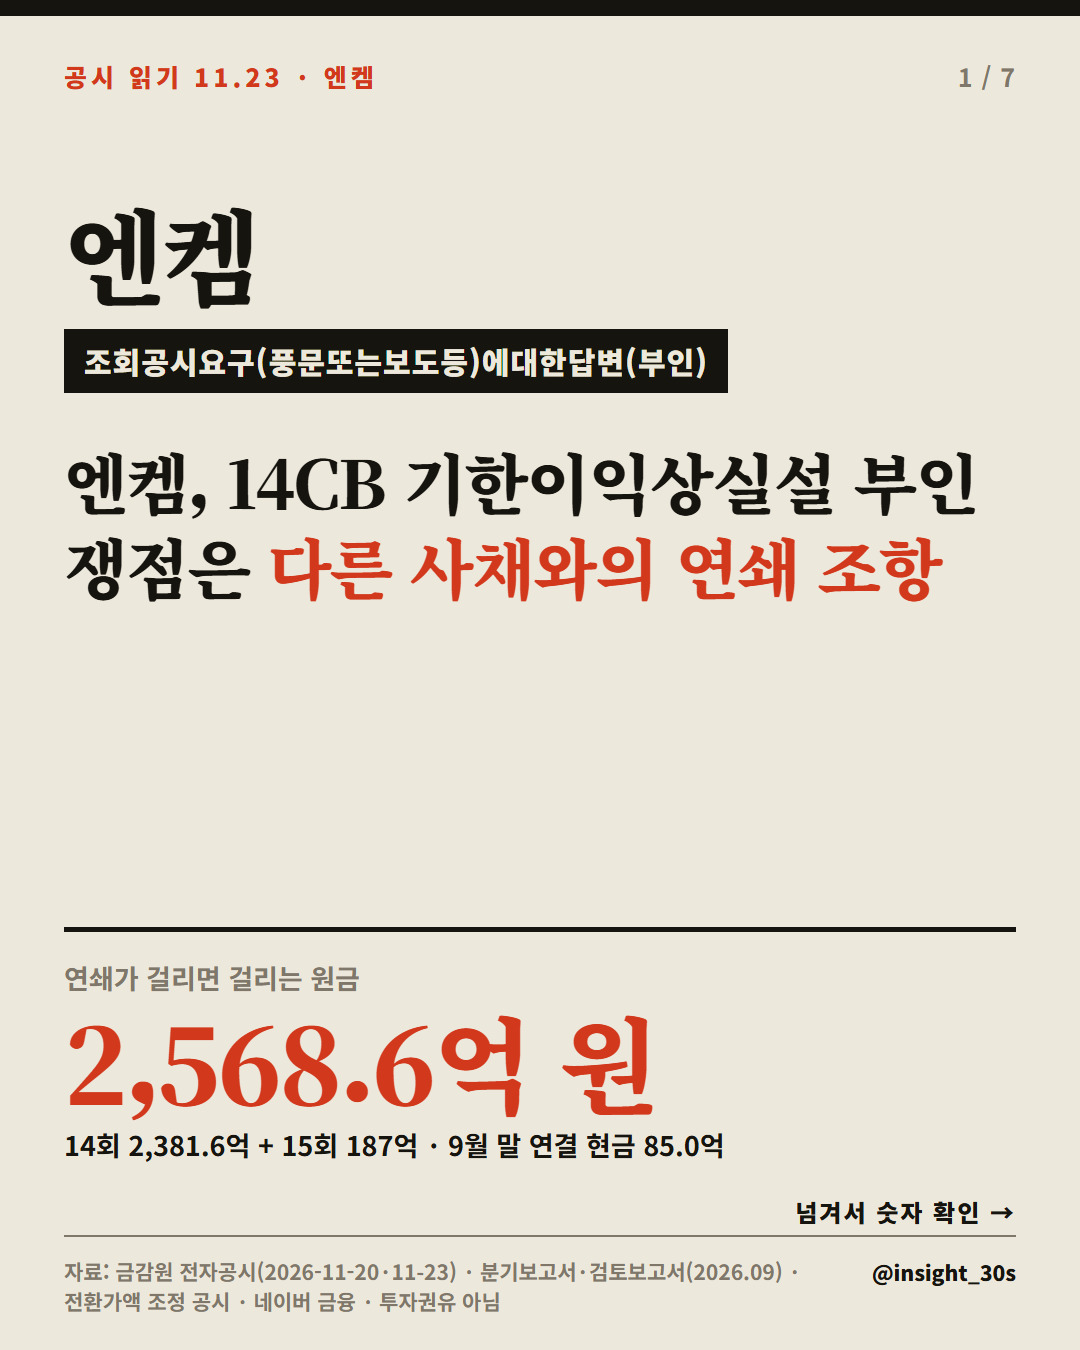 공시 읽기 11.23 · 엔켐
1 / 7
엔켐
조회공시요구(풍문또는보도등)에대한답변(부인)
엔켐, 14CB 기한이익상실설 부인
쟁점은 다른 사채와의 연쇄 조항
연쇄가 걸리면 걸리는 원금
2,568.6억 원
14회 2,381.6억 + 15회 187억 · 9월 말 연결 현금 85.0억
넘겨서 숫자 확인 →
자료: 금감원 전자공시(2026-11-20·11-23) · 분기보고서·검토보고서(2026.09) ·
전환가액 조정 공시 · 네이버 금융 · 투자권유 아님
@insight_30s